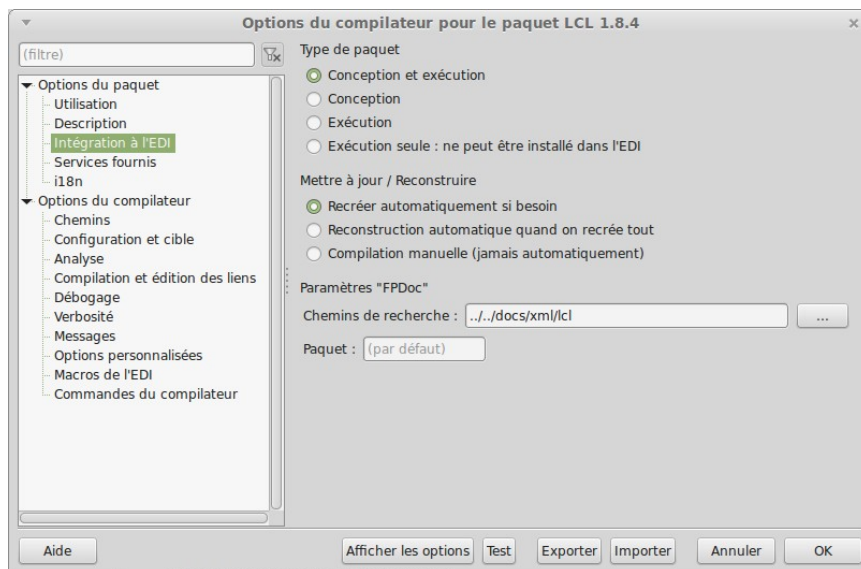 Options du compilateur pour le paquet LCL 1.8.4
(filtre)
Options du paquet
Utilisation
Description
Intégration à l'EDI
Services fournis
i18n
Options du compilateur
Chemins
Configuration et cible
Analyse
Compilation et édition des liens
Débogage
Verbosité
Messages
Options personnalisées
Macros de l'EDI
Commandes du compilateur
Type de paquet
Conception et exécution
Conception
Exécution
Exécution seule : ne peut être installé dans l'EDI
Mettre à jour / Reconstruire
Recréer automatiquement si besoin
Reconstruction automatique quand on recrée tout
Compilation manuelle (jamais automatiquement)
Paramètres "FPDoc"
Chemins de recherche : ../../docs/xml/lcl ...
Paquet : (par défaut)
Aide Afficher les options Test Exporter Importer Annuler OK